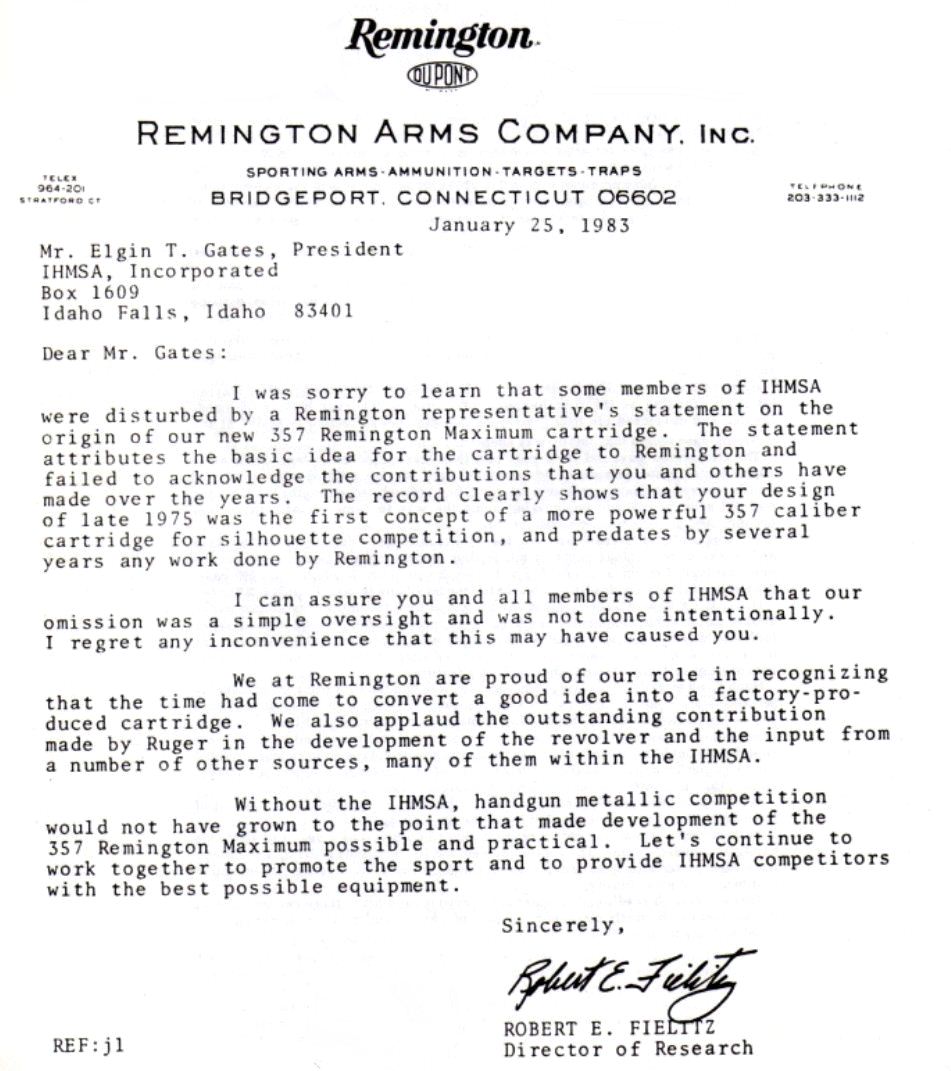 Remington.
DU PONT
REMINGTON ARMS COMPANY, INC.
SPORTING ARMS-AMMUNITION-TARGETS-TRAPS
TELEX
964-201
STRATFORD CT
BRIDGEPORT, CONNECTICUT 06602
TELEPHONE
203-333-1112
January 25, 1983
Mr. Elgin T. Gates, President
IHMSA, Incorporated
Box 1609
Idaho Falls, Idaho 83401
Dear Mr. Gates:
I was sorry to learn that some members of IHMSA
were disturbed by a Remington representative's statement on the
origin of our new 357 Remington Maximum cartridge. The statement
attributes the basic idea for the cartridge to Remington and
failed to acknowledge the contributions that you and others have
made over the years. The record clearly shows that your design
of late 1975 was the first concept of a more powerful 357 caliber
cartridge for silhouette competition, and predates by several
years any work done by Remington.
I can assure you and all members of IHMSA that our
omission was a simple oversight and was not done intentionally.
I regret any inconvenience that this may have caused you.
We at Remington are proud of our role in recognizing
that the time had come to convert a good idea into a factory-pro-
duced cartridge. We also applaud the outstanding contribution
made by Ruger in the development of the revolver and the input from
a number of other sources, many of them within the IHMSA.
Without the IHMSA, handgun metallic competition
would not have grown to the point that made development of the
357 Remington Maximum possible and practical. Let's continue to
work together to promote the sport and to provide IHMSA competitors
with the best possible equipment.
Sincerely,
Robert E. Fielitz
ROBERT E. FIELITZ
REF:jl
Director of Research